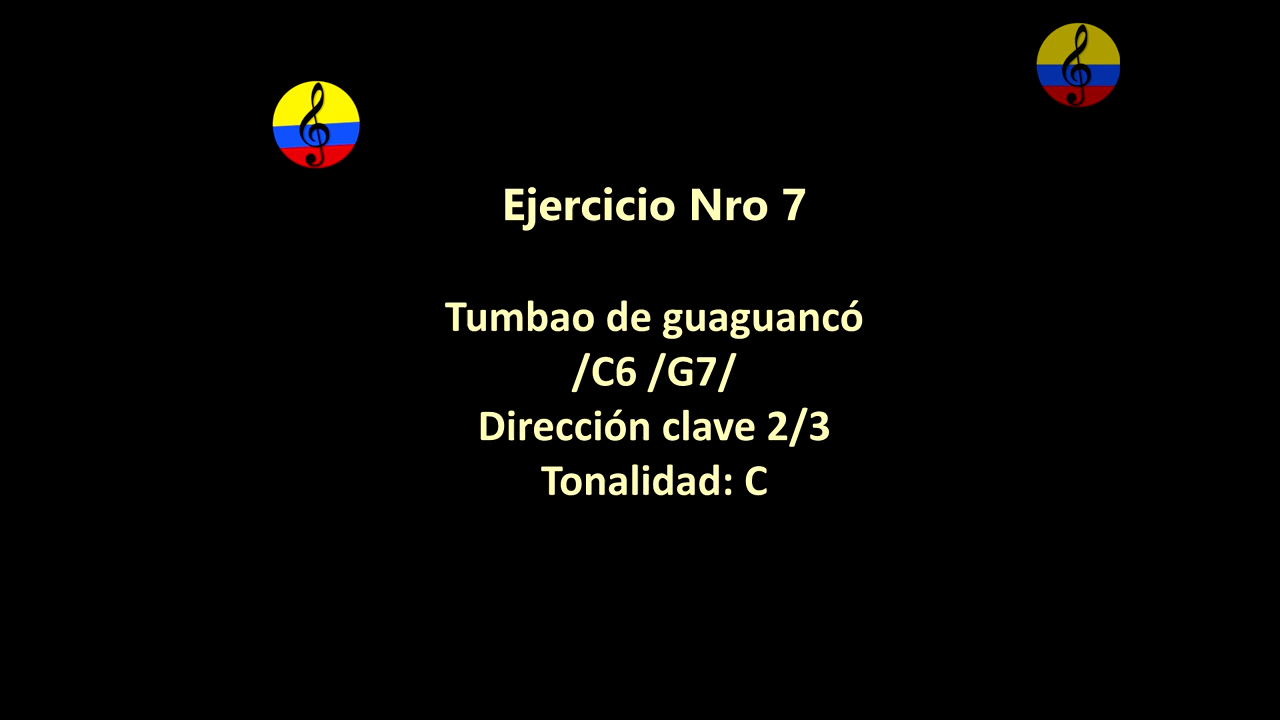 Ejercicio Nro 7
Tumbao de guaguancó
/C6 /G7/
Dirección clave 2/3
Tonalidad: C